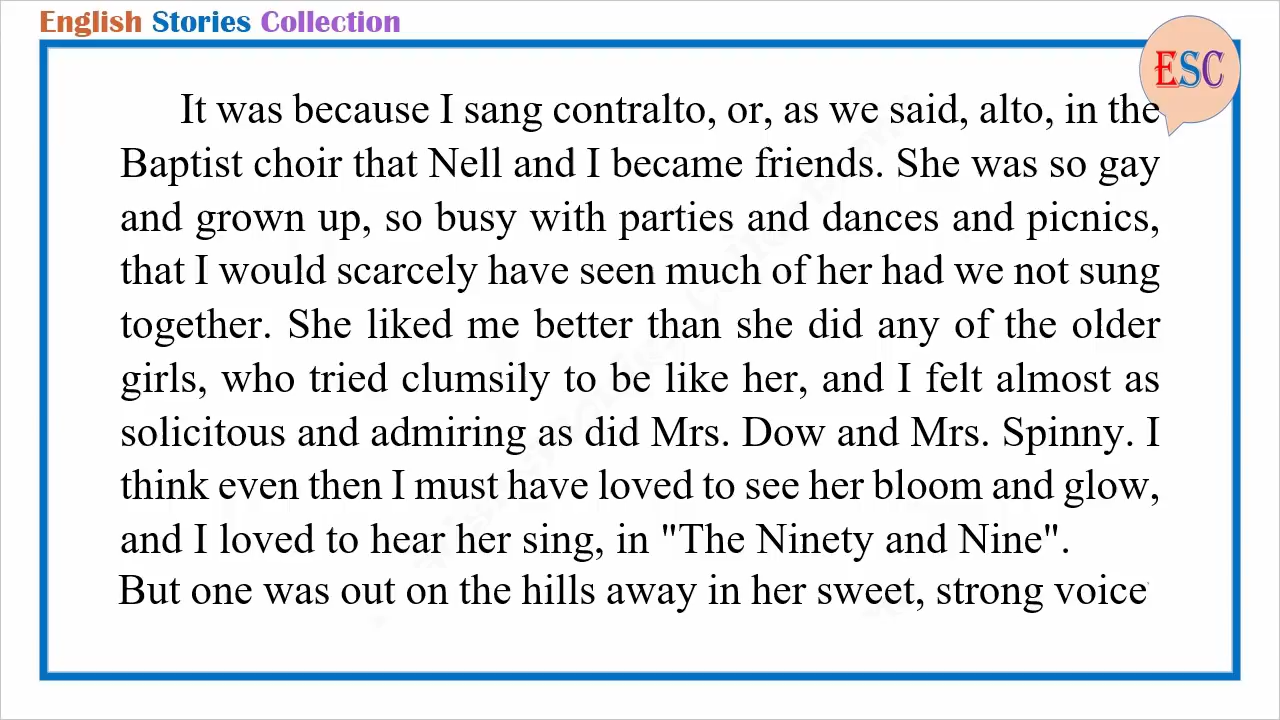 English Stories Collection
ESC
It was because I sang contralto, or, as we said, alto, in the
Baptist choir that Nell and I became friends. She was so gay
and grown up, so busy with parties and dances and picnics,
that I would scarcely have seen much of her had we not sung
together. She liked me better than she did any of the older
girls, who tried clumsily to be like her, and I felt almost as
solicitous and admiring as did Mrs. Dow and Mrs. Spinny. I
think even then I must have loved to see her bloom and glow,
and I loved to hear her sing, in "The Ninety and Nine".
But one was out on the hills away in her sweet, strong voice